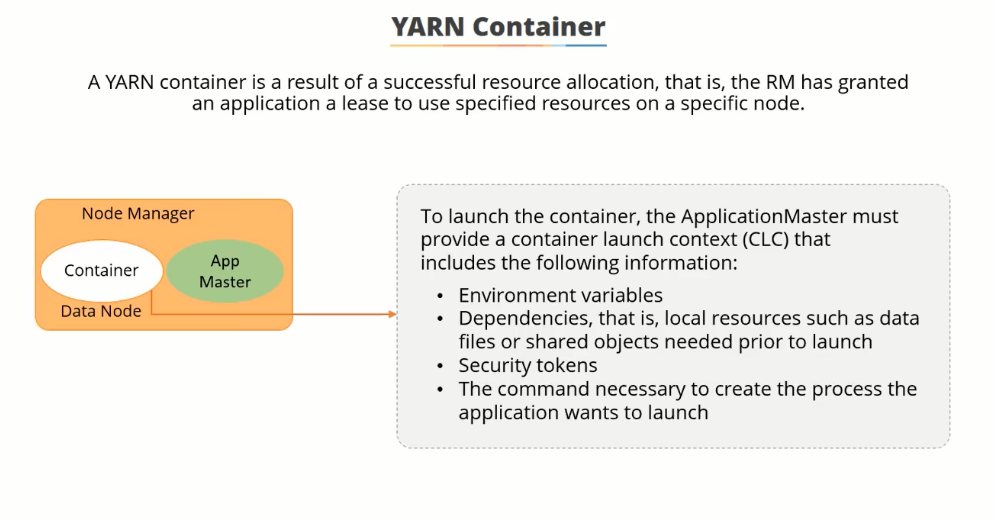 YARN Container
A YARN container is a result of a successful resource allocation, that is, the RM has granted
an application a lease to use specified resources on a specific node.
Node Manager
Container
App
Master
Data Node
To launch the container, the ApplicationMaster must
provide a container launch context (CLC) that
includes the following information:
• Environment variables
• Dependencies, that is, local resources such as data
files or shared objects needed prior to launch
• Security tokens
• The command necessary to create the process the
application wants to launch